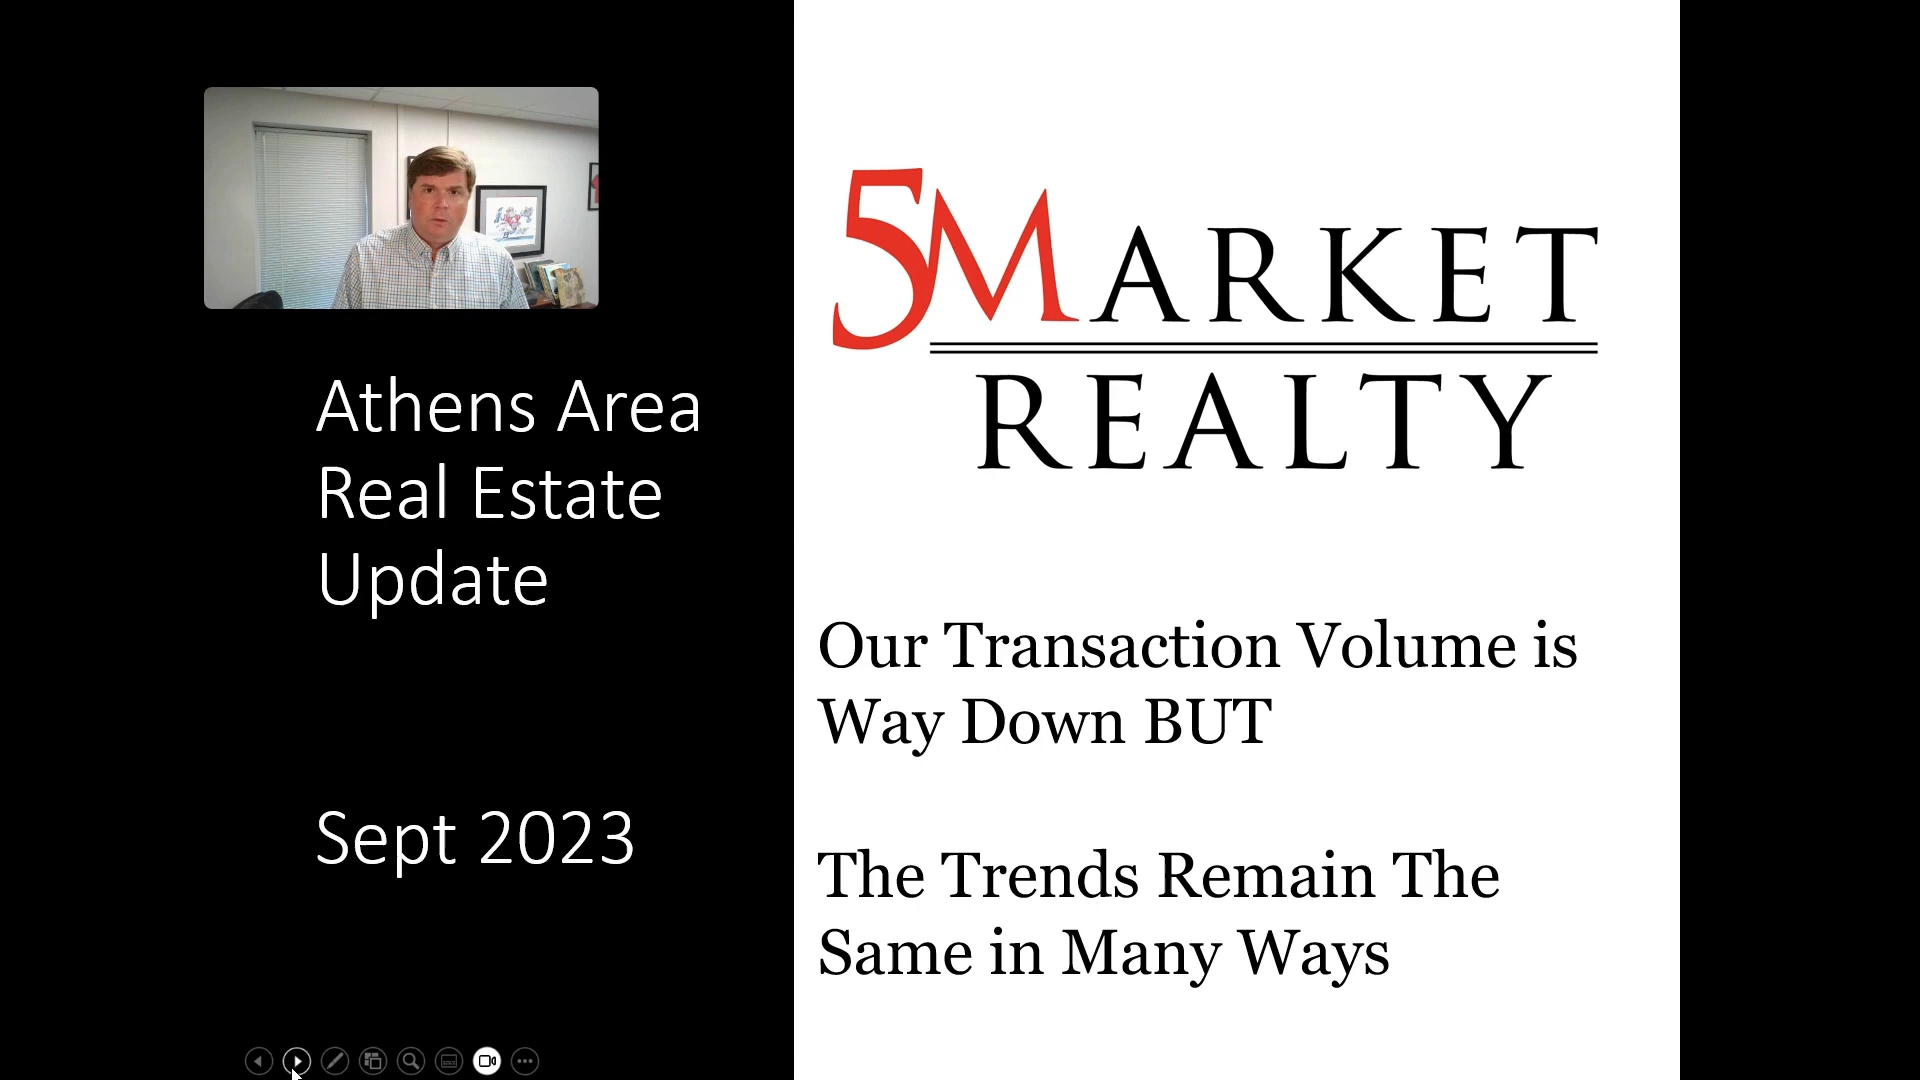 Athens Area
Real Estate
Update
Sept 2023
5MARKET
REALTY
Our Transaction Volume is
Way Down BUT
The Trends Remain The
Same in Many Ways